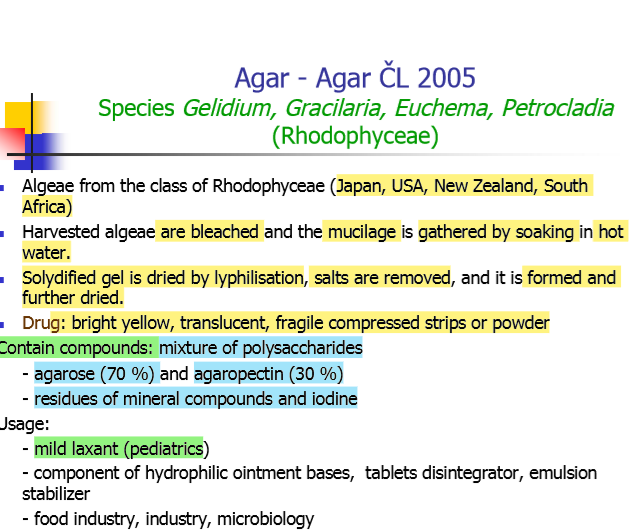 Agar - Agar ČL 2005
Species Gelidium, Gracilaria, Euchema, Petrocladia
(Rhodophyceae)
Algeae from the class of Rhodophyceae (Japan, USA, New Zealand, South
Africa)
Harvested algeae are bleached and the mucilage is gathered by soaking in hot
water.
Solydified gel is dried by lyphilisation, salts are removed, and it is formed and
further dried.
Drug: bright yellow, translucent, fragile compressed strips or powder
Contain compounds: mixture of polysaccharides
- agarose (70 %) and agaropectin (30 %)
- residues of mineral compounds and iodine
Usage:
- mild laxant (pediatrics)
- component of hydrophilic ointment bases, tablets disintegrator, emulsion
stabilizer
- food industry, industry, microbiology